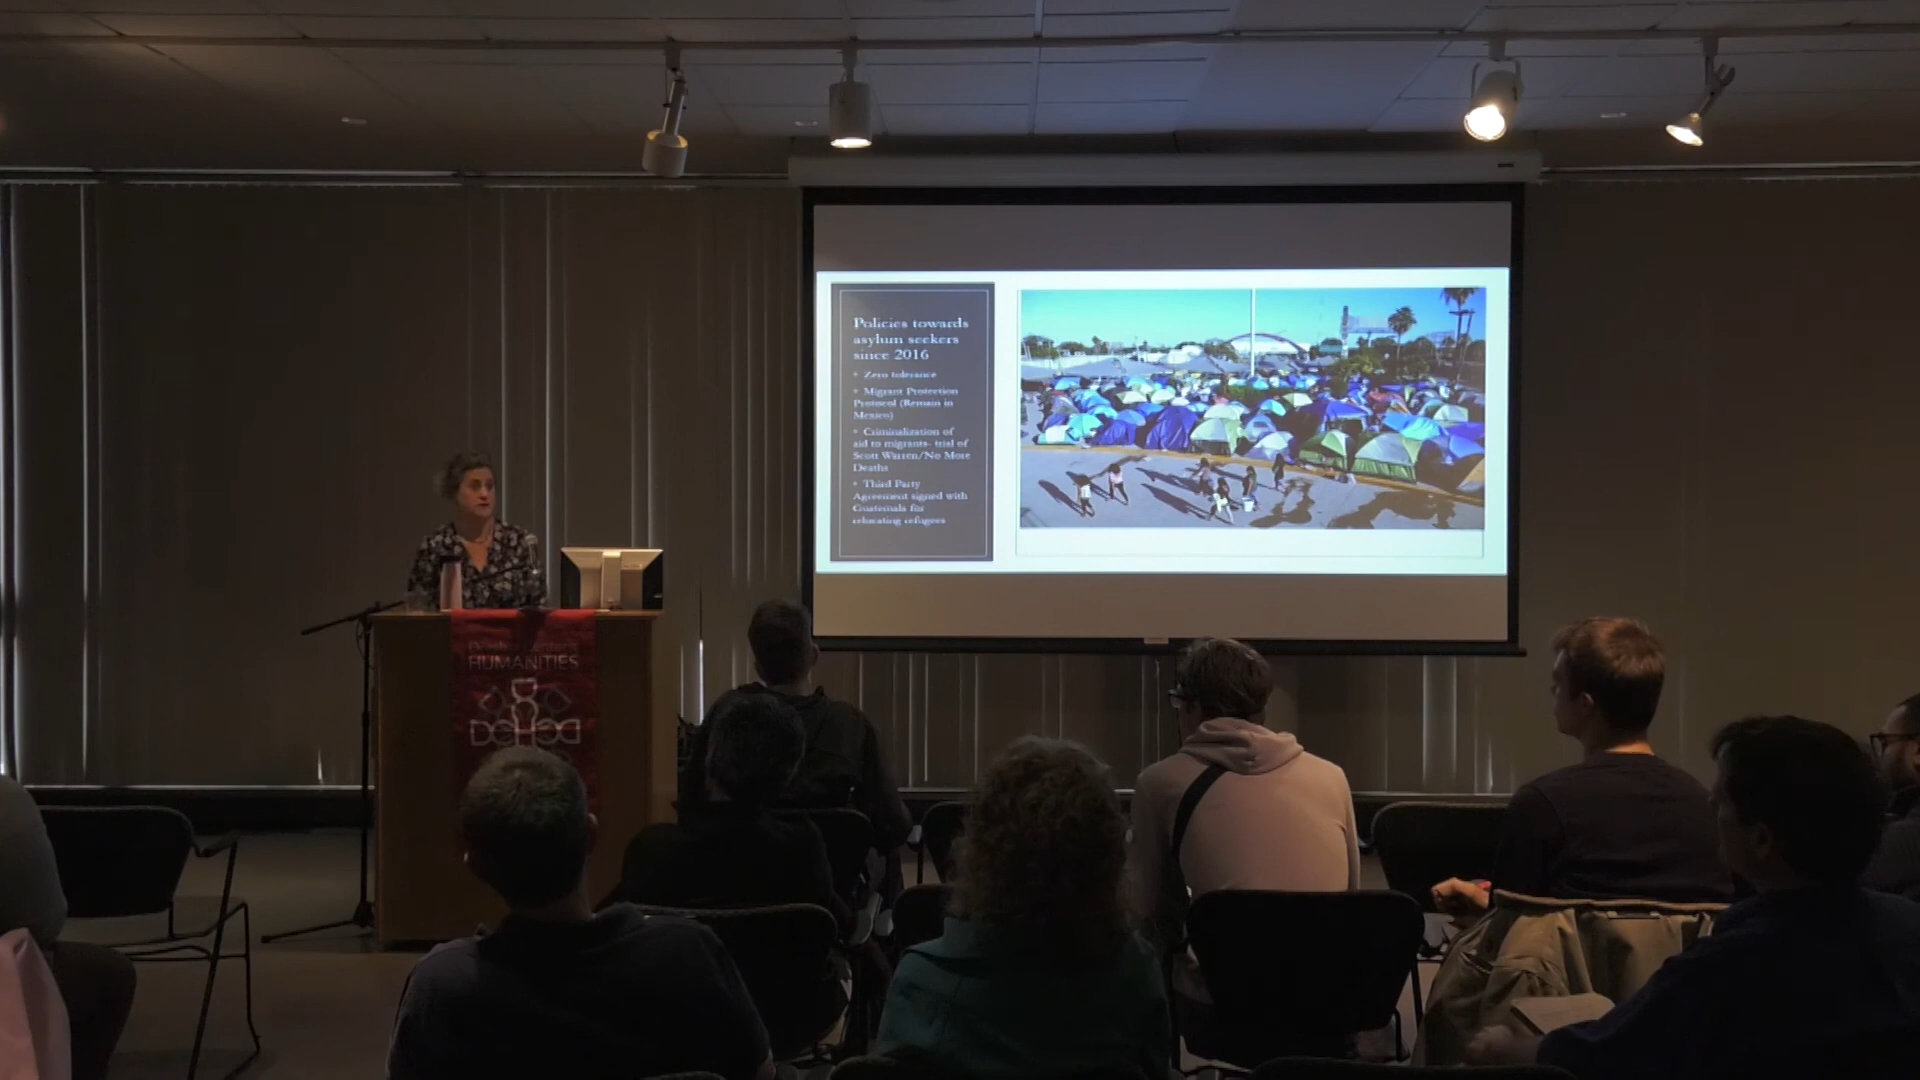 Policies towards
asylum seekers
since 2016
• Zero tolerance
• Migrant Protection
Protocol (Remain in
Mexico)
• Criminalization of
aid to migrants- trial of
Scott Warren/No More
Deaths
• Third Party
Agreement signed with
Guatemala for
relocating refugees
HUMANITIES